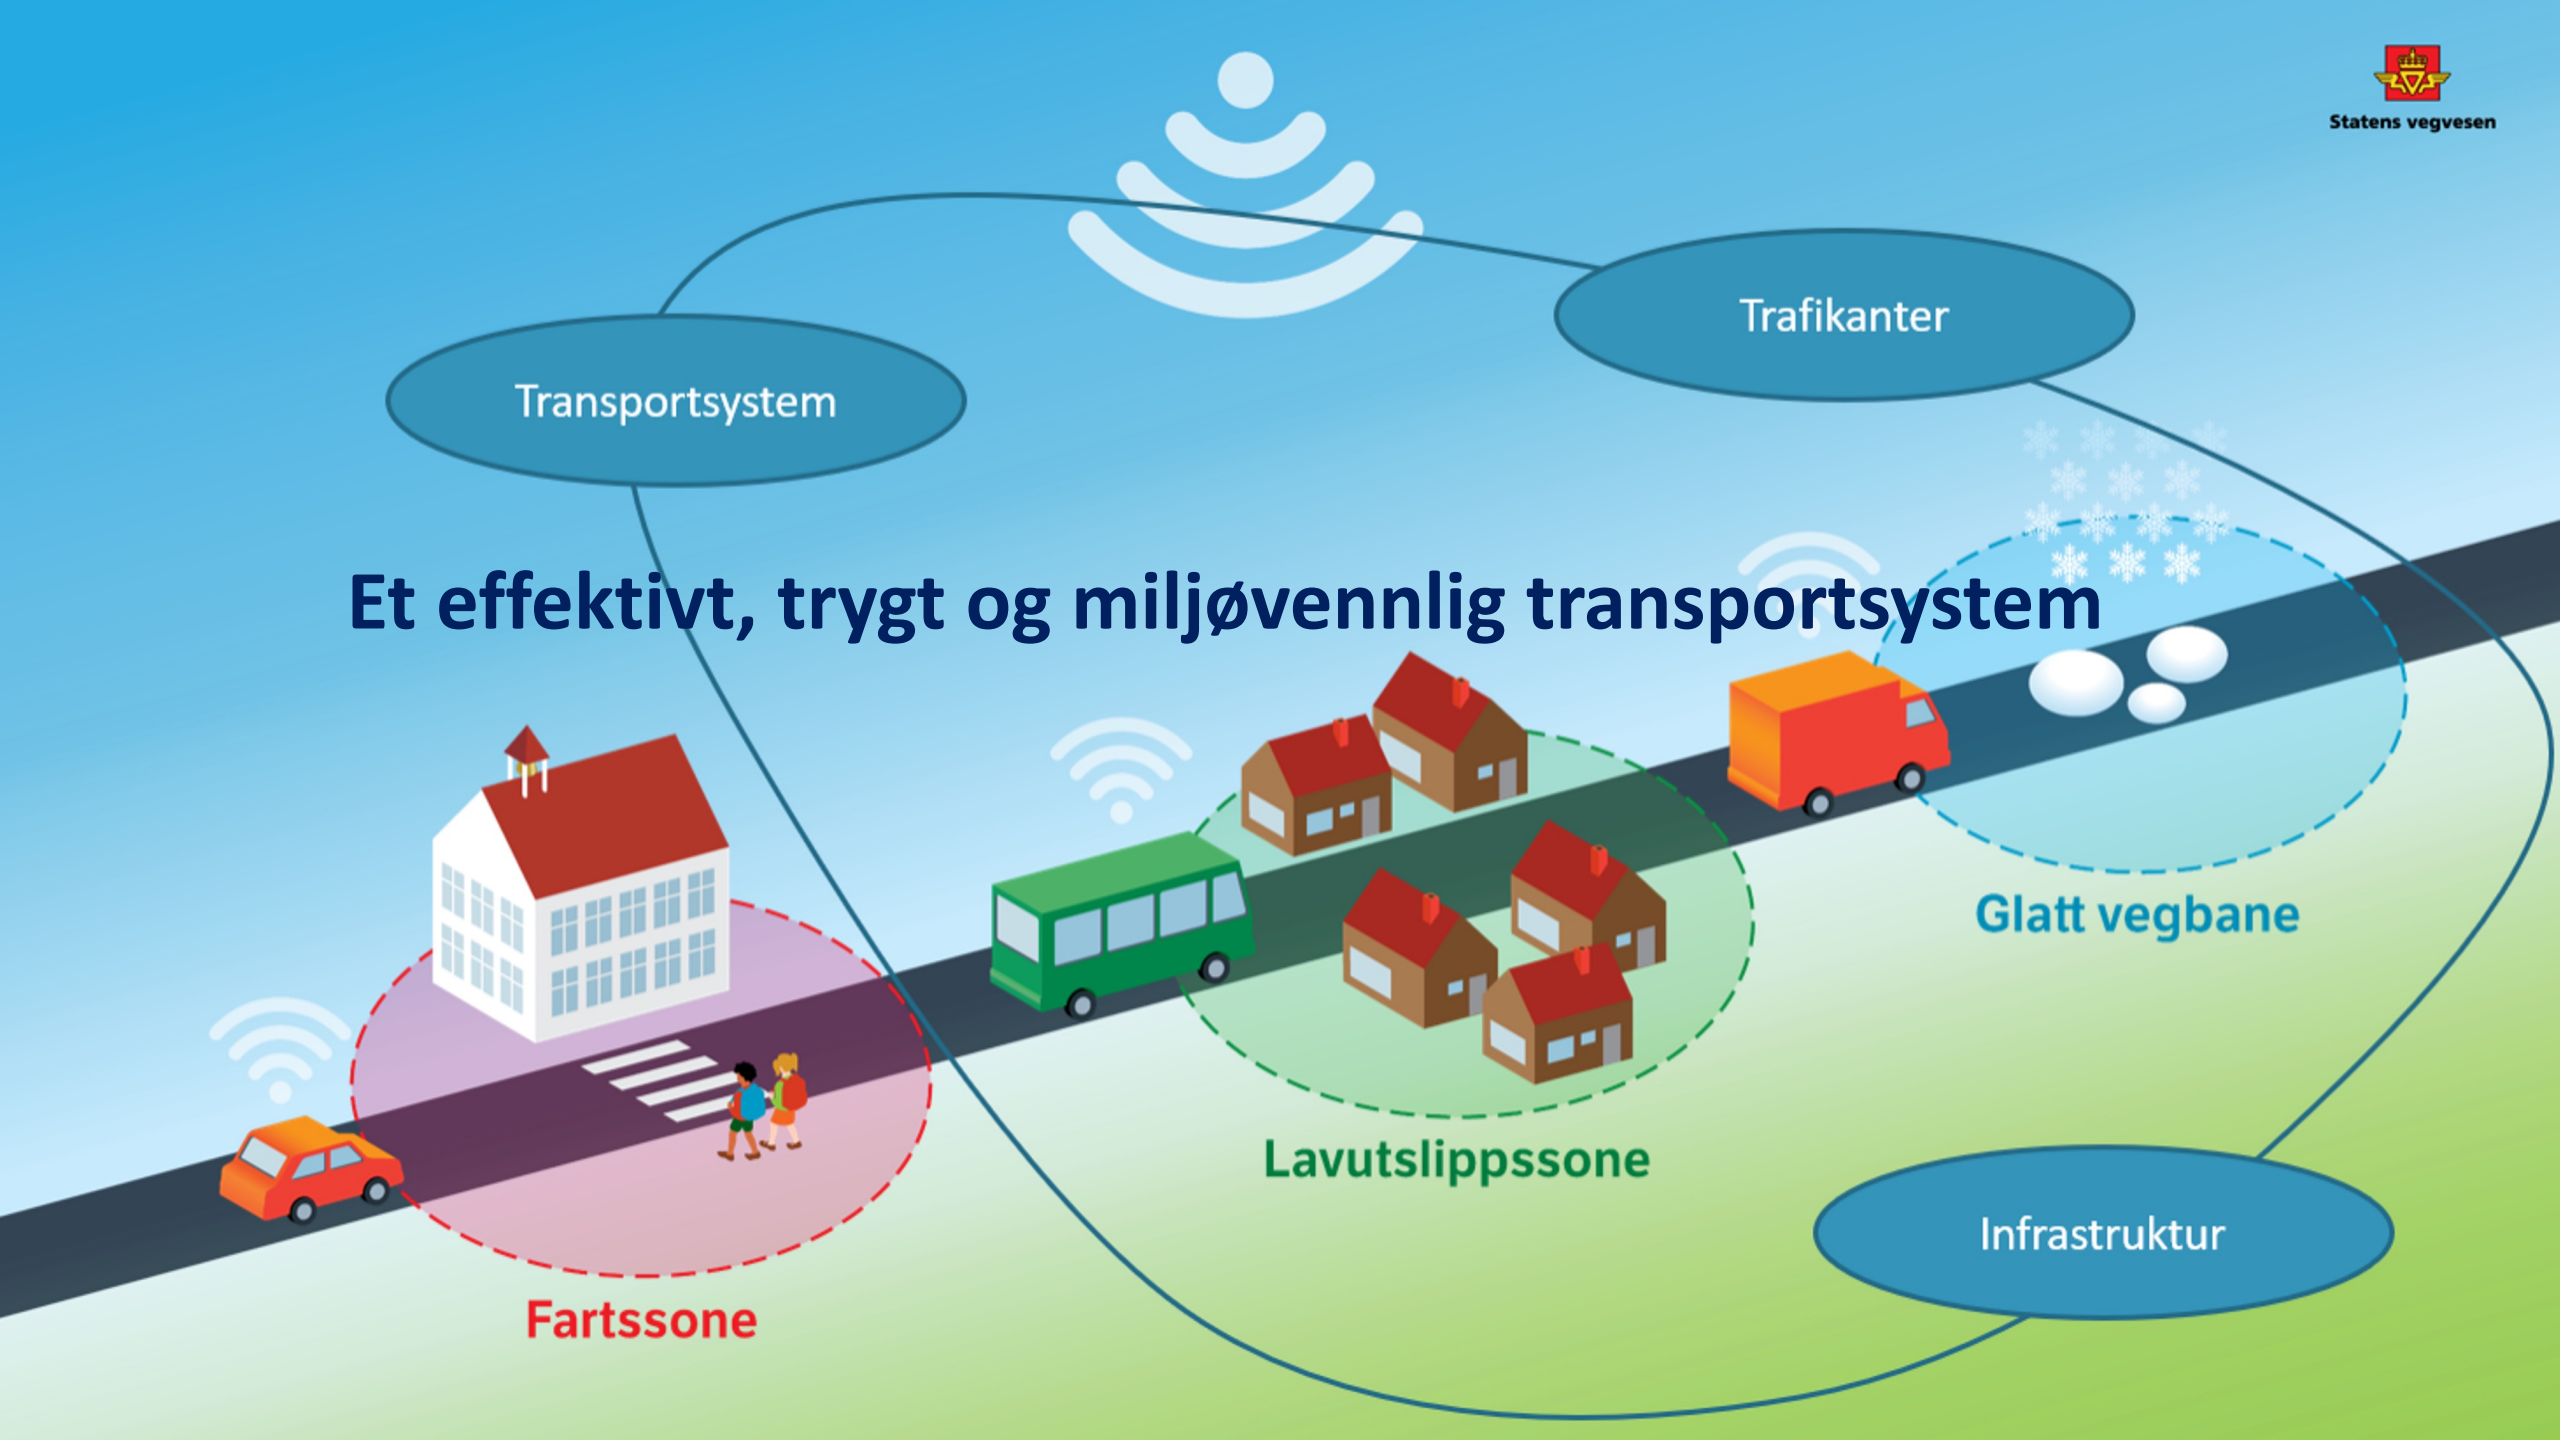 Statens vegvesen
Trafikanter
Transportsystem
Et effektivt, trygt og miljøvennlig transportsystem
Glatt vegbane
Lavutslippssone
Infrastruktur
Fartssone